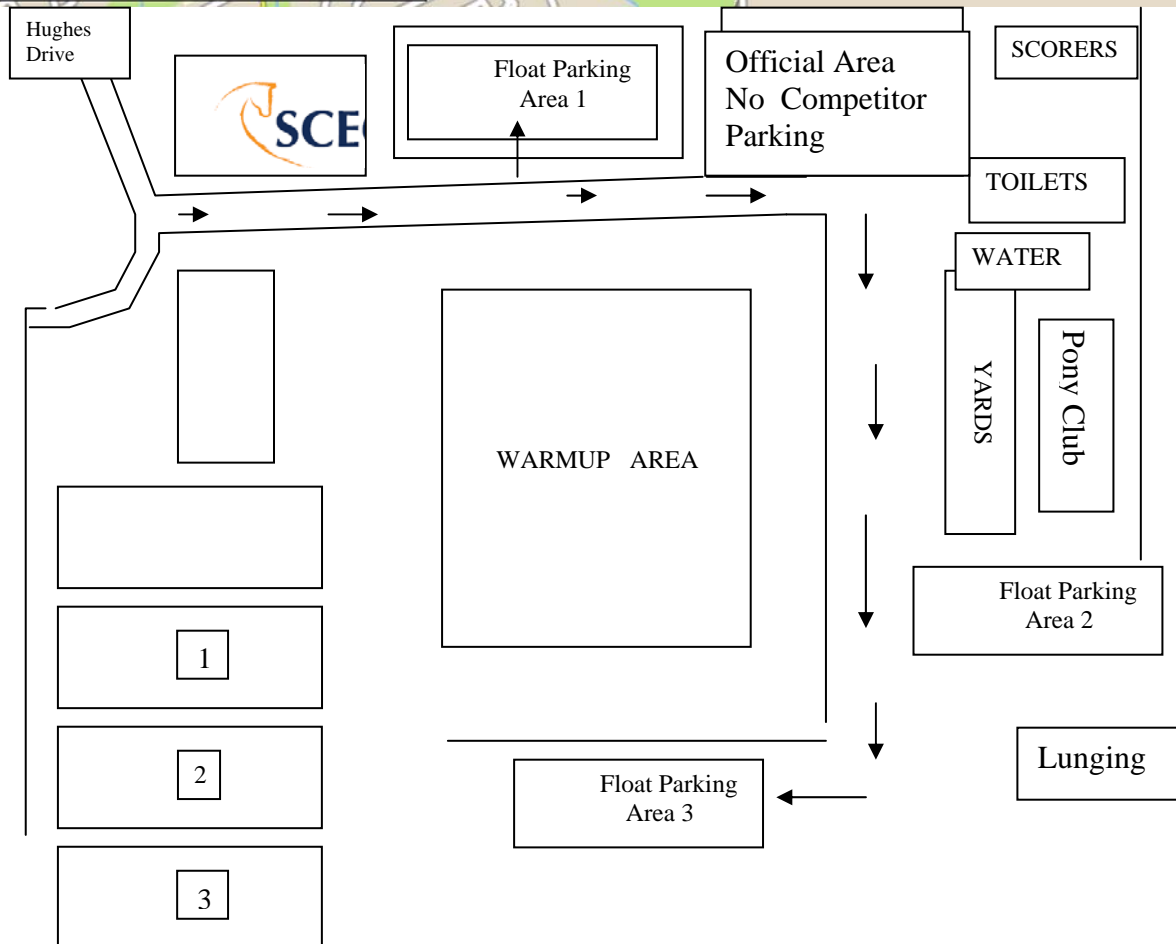 Hughes
Drive
SCE
Float Parking
Area 1
Official Area
No Competitor
Parking
SCORERS
TOILETS
WATER
YARDS
Pony Club
WARMUP AREA
Float Parking
Area 2
1
2
Lunging
Float Parking
Area 3
3